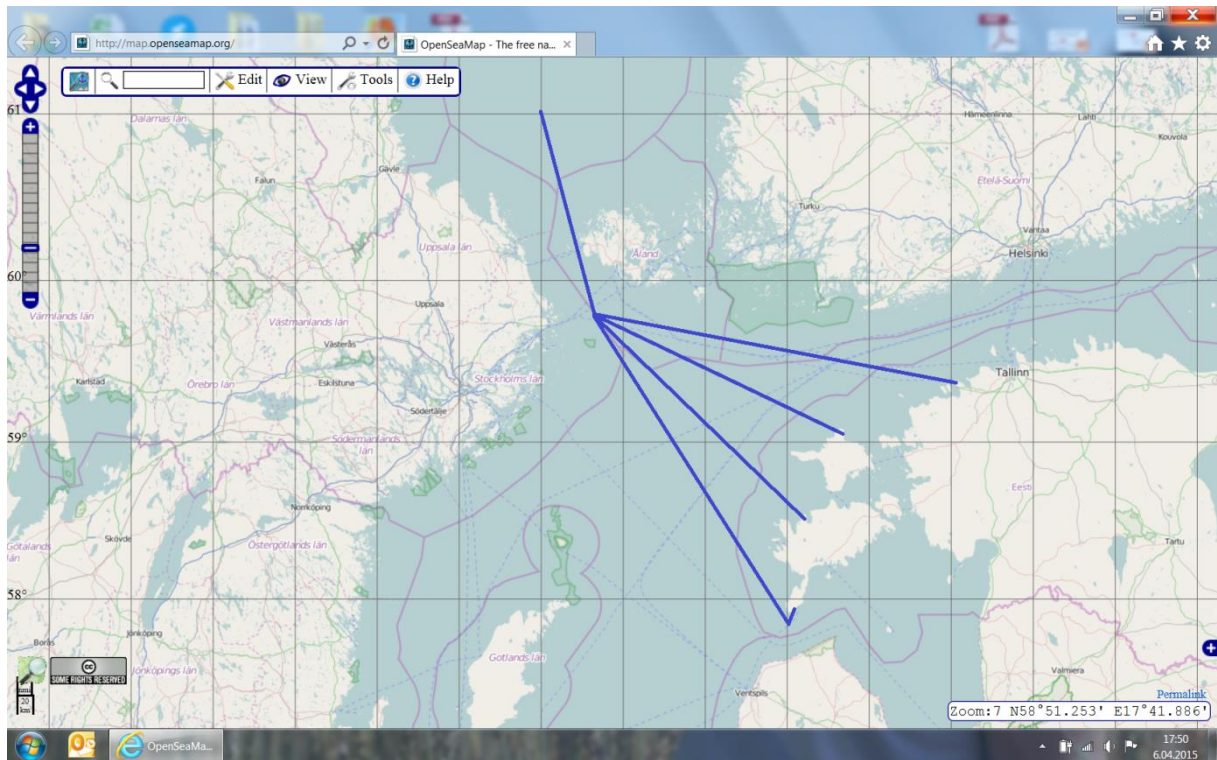 http://map.openseamap.org/
OpenSeaMap - The free na...
Edit View Tools Help
61°
Dalarnas län
Hämeenlinna
Lahti
Kouvola
Gävle
Falun
Etelä-Suomi
Turku
Vantaa
Uppsala län
Åland
Helsinki
60°
Uppsala
Värmlands län
Västmanlands län
Västerås
Karlstad
Örebro län
Eskilstuna
Stockholms län
Tallinn
Södertälje
59°
Södermanlands
län
Eesti
Norrköping
Skövde
Östergötlands län
Tartu
Götalands
län
58°
Borås
Jönköping
Jönköpings län
Gotlands län
Valmiera
Ventspils
SOME RIGHTS RESERVED
20
km
Permalink
Zoom:7 N58°51.253' E17°41.886'
OpenSeaMa...
17:50
6.04.2015